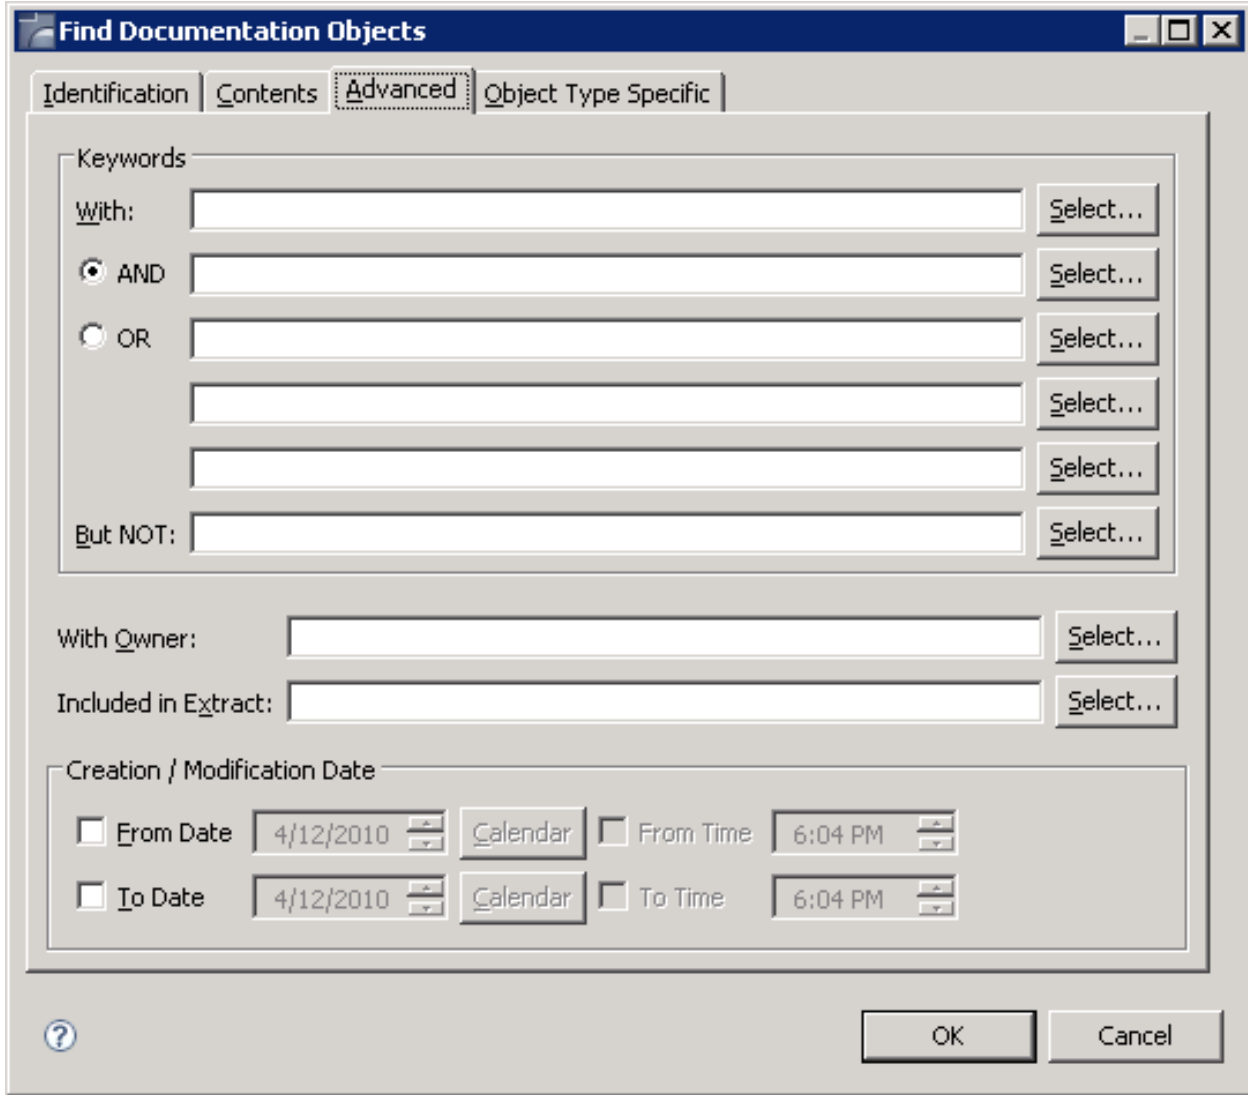 Find Documentation Objects
Identification Contents Advanced Object Type Specific
Keywords
With: Select...
AND Select...
OR Select...
Select...
Select...
But NOT: Select...
With Owner: Select...
Included in Extract: Select...
Creation / Modification Date
From Date 4/12/2010 Calendar From Time 6:04 PM
To Date 4/12/2010 Calendar To Time 6:04 PM
? OK Cancel